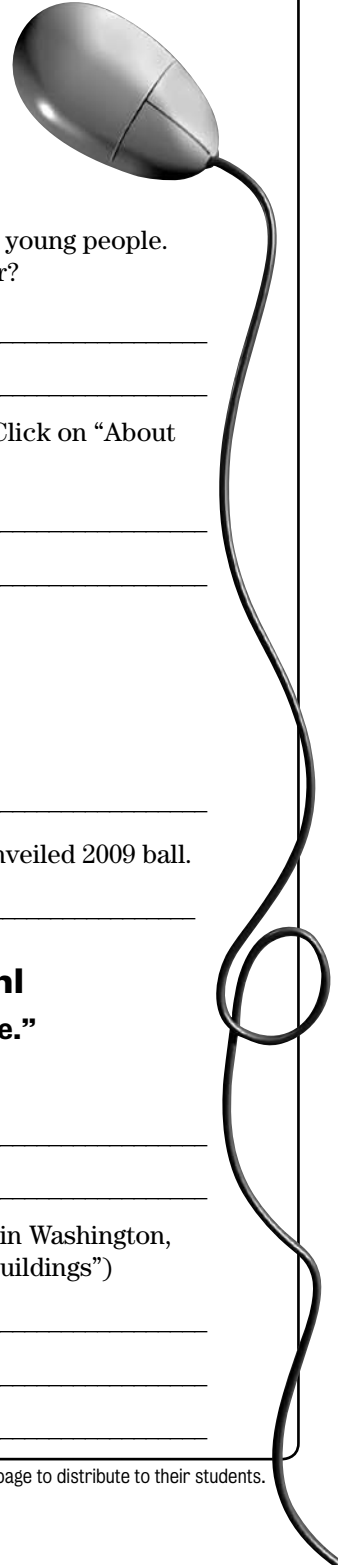 young people.
r?
Click on “About
nveiled 2009 ball.
nl
e.”
in Washington,
uildings”)
page to distribute to their students.